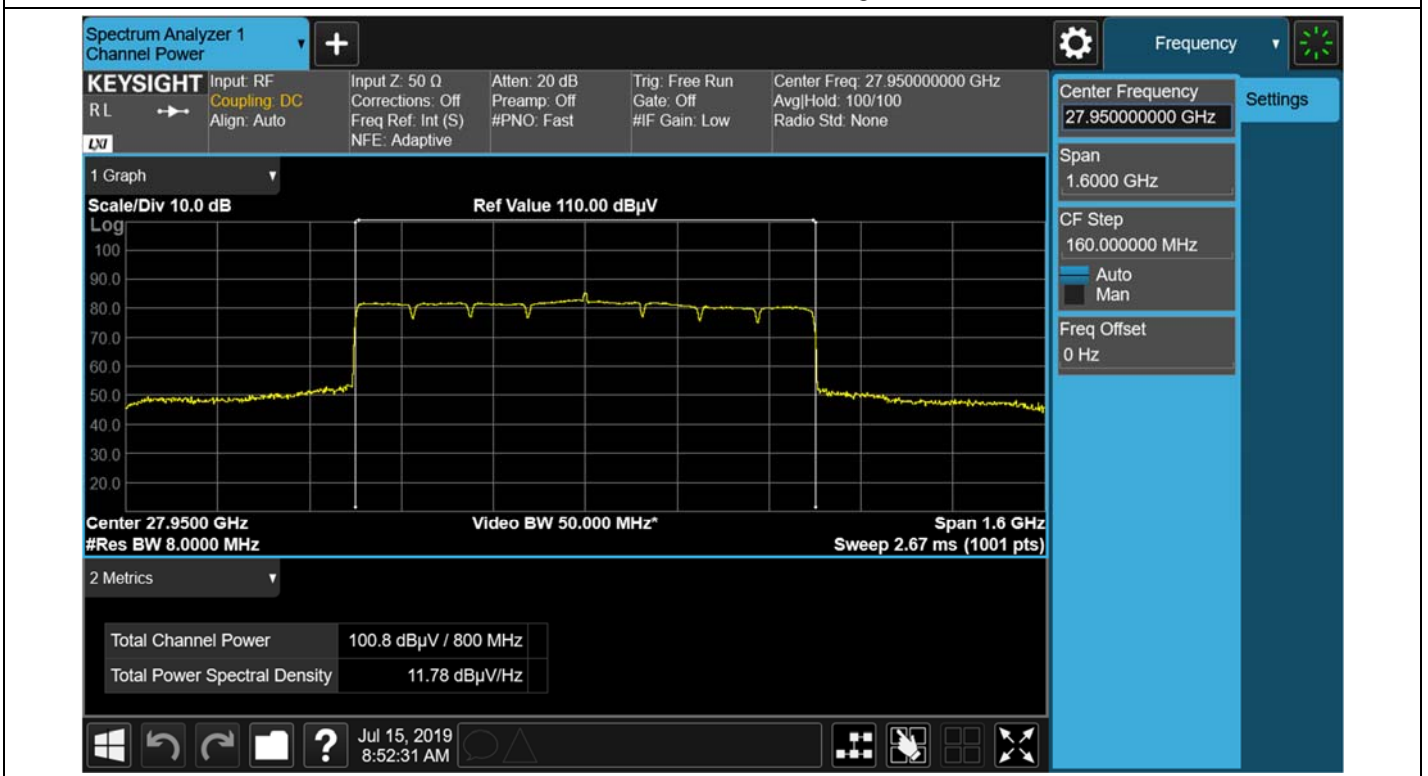 Spectrum Analyzer 1
Channel Power
+
Frequency
KEYSIGHT
RL
LXI
Input: RF
Coupling: DC
Align: Auto
Input Z: 50 Ω
Corrections: Off
Freq Ref: Int (S)
NFE: Adaptive
Atten: 20 dB
Preamp: Off
#PNO: Fast
Trig: Free Run
Gate: Off
#IF Gain: Low
Center Freq: 27.950000000 GHz
Avg|Hold: 100/100
Radio Std: None
Center Frequency
27.950000000 GHz
Settings
Span
1.6000 GHz
CF Step
160.000000 MHz
Auto
Man
Freq Offset
0 Hz
1 Graph
Scale/Div 10.0 dB
Ref Value 110.00 dBµV
Log
100
90.0
80.0
70.0
60.0
50.0
40.0
30.0
20.0
Center 27.9500 GHz
Video BW 50.000 MHz*
Span 1.6 GHz
#Res BW 8.0000 MHz
Sweep 2.67 ms (1001 pts)
2 Metrics
Total Channel Power 100.8 dBµV / 800 MHz
Total Power Spectral Density 11.78 dBµV/Hz
?
Jul 15, 2019
8:52:31 AM